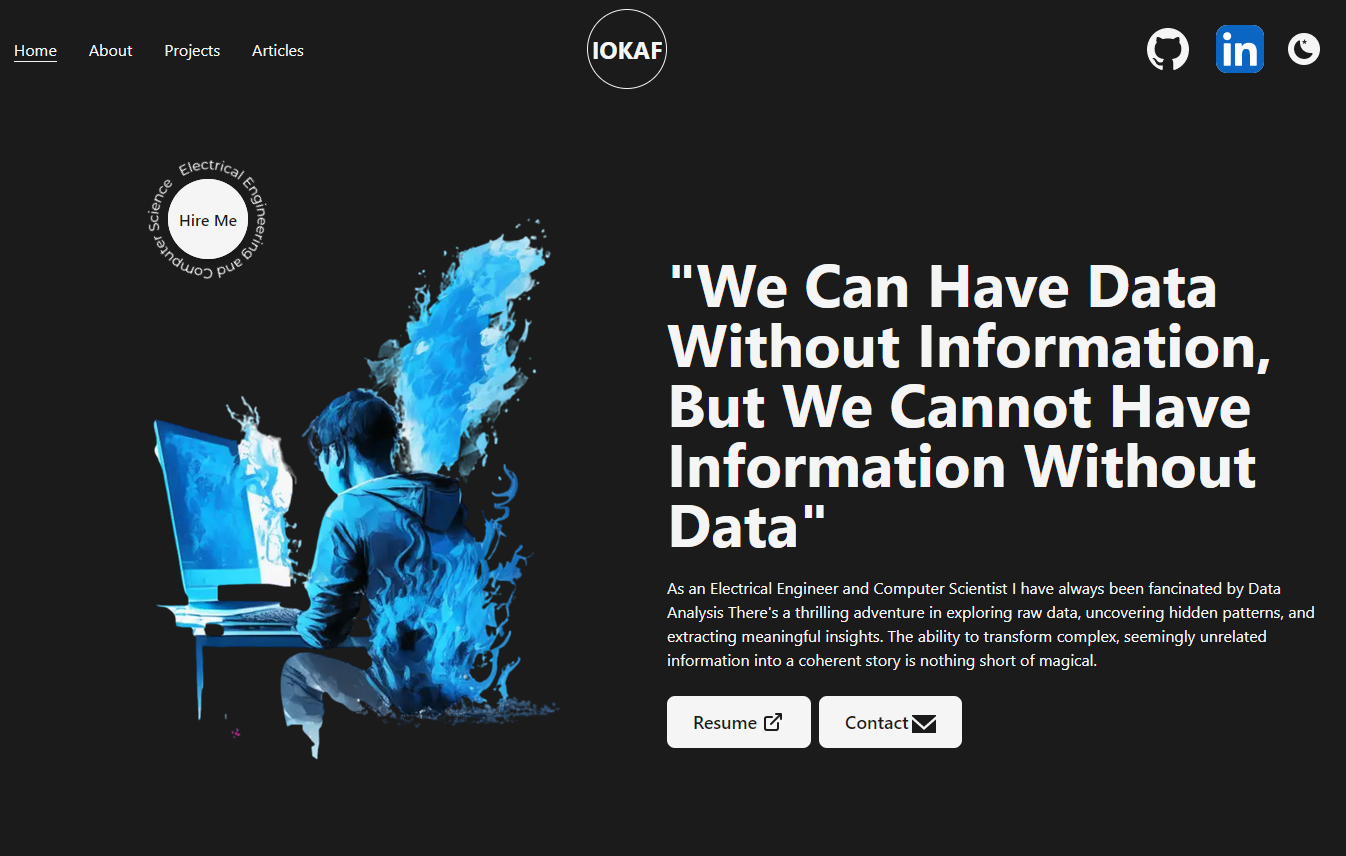 Home About Projects Articles
IOKAF
in
Electrical Engineering and Computer Science
Hire Me
"We Can Have Data
Without Information,
But We Cannot Have
Information Without
Data"
As an Electrical Engineer and Computer Scientist I have always been fancinated by Data
Analysis There's a thrilling adventure in exploring raw data, uncovering hidden patterns, and
extracting meaningful insights. The ability to transform complex, seemingly unrelated
information into a coherent story is nothing short of magical.
Resume Contact